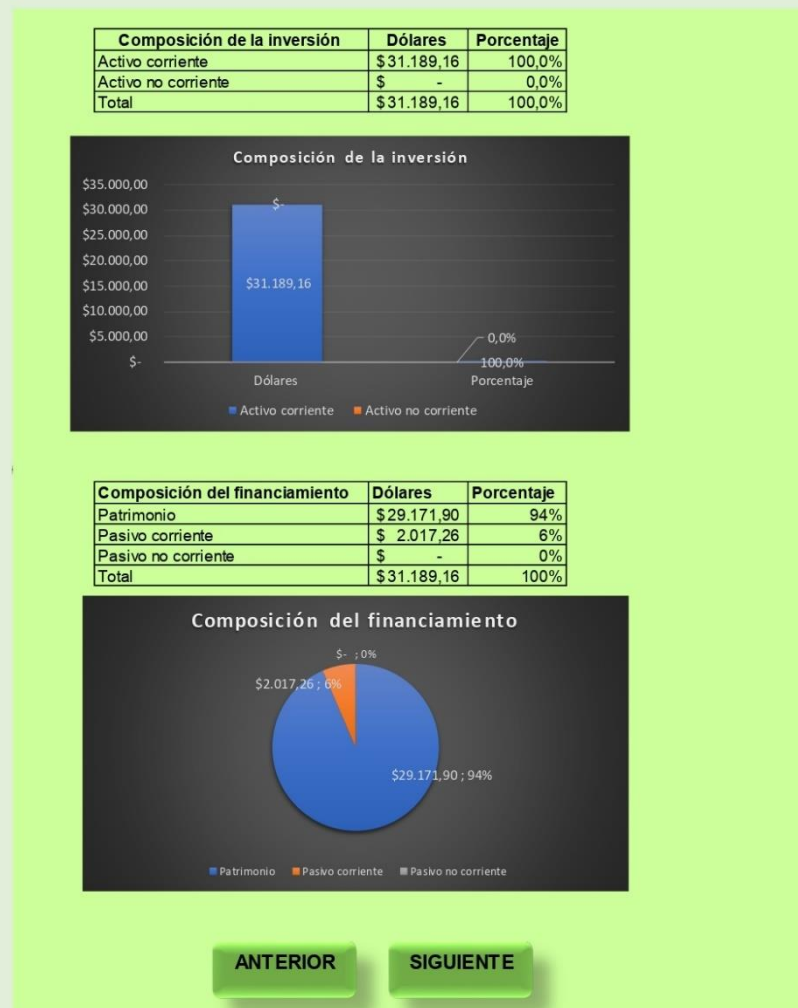 Composición de la inversión Dólares Porcentaje
Activo corriente $31.189,16 100,0%
Activo no corriente $ - 0,0%
Total $31.189,16 100,0%
Composición de la inversión
$35.000,00
$30.000,00
$25.000,00
$20.000,00
$15.000,00
$10.000,00
$5.000,00
$-
$-
$31.189,16
0,0%
100,0%
Dólares Porcentaje
Activo corriente Activo no corriente
Composición del financiamiento Dólares Porcentaje
Patrimonio $29.171,90 94%
Pasivo corriente $ 2.017,26 6%
Pasivo no corriente $ - 0%
Total $31.189,16 100%
Composición del financiamiento
$- ; 0%
$2.017,26 ; 6%
$29.171,90 ; 94%
Patrimonio Pasivo corriente Pasivo no corriente
ANTERIOR SIGUIENTE